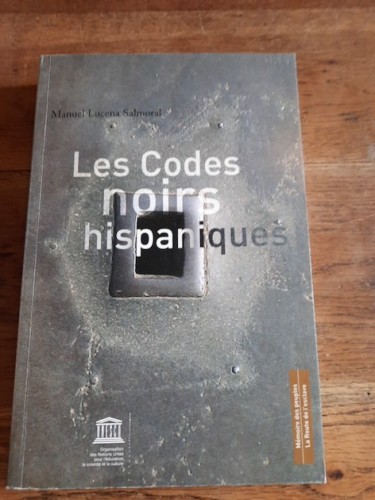 Manuel Lucena Salmoral
Les Codes
noirs
hispaniques
Mémoire des peuples
La Route de l'esclave
Organisation
des Nations Unies
pour l'éducation,
la science et la culture